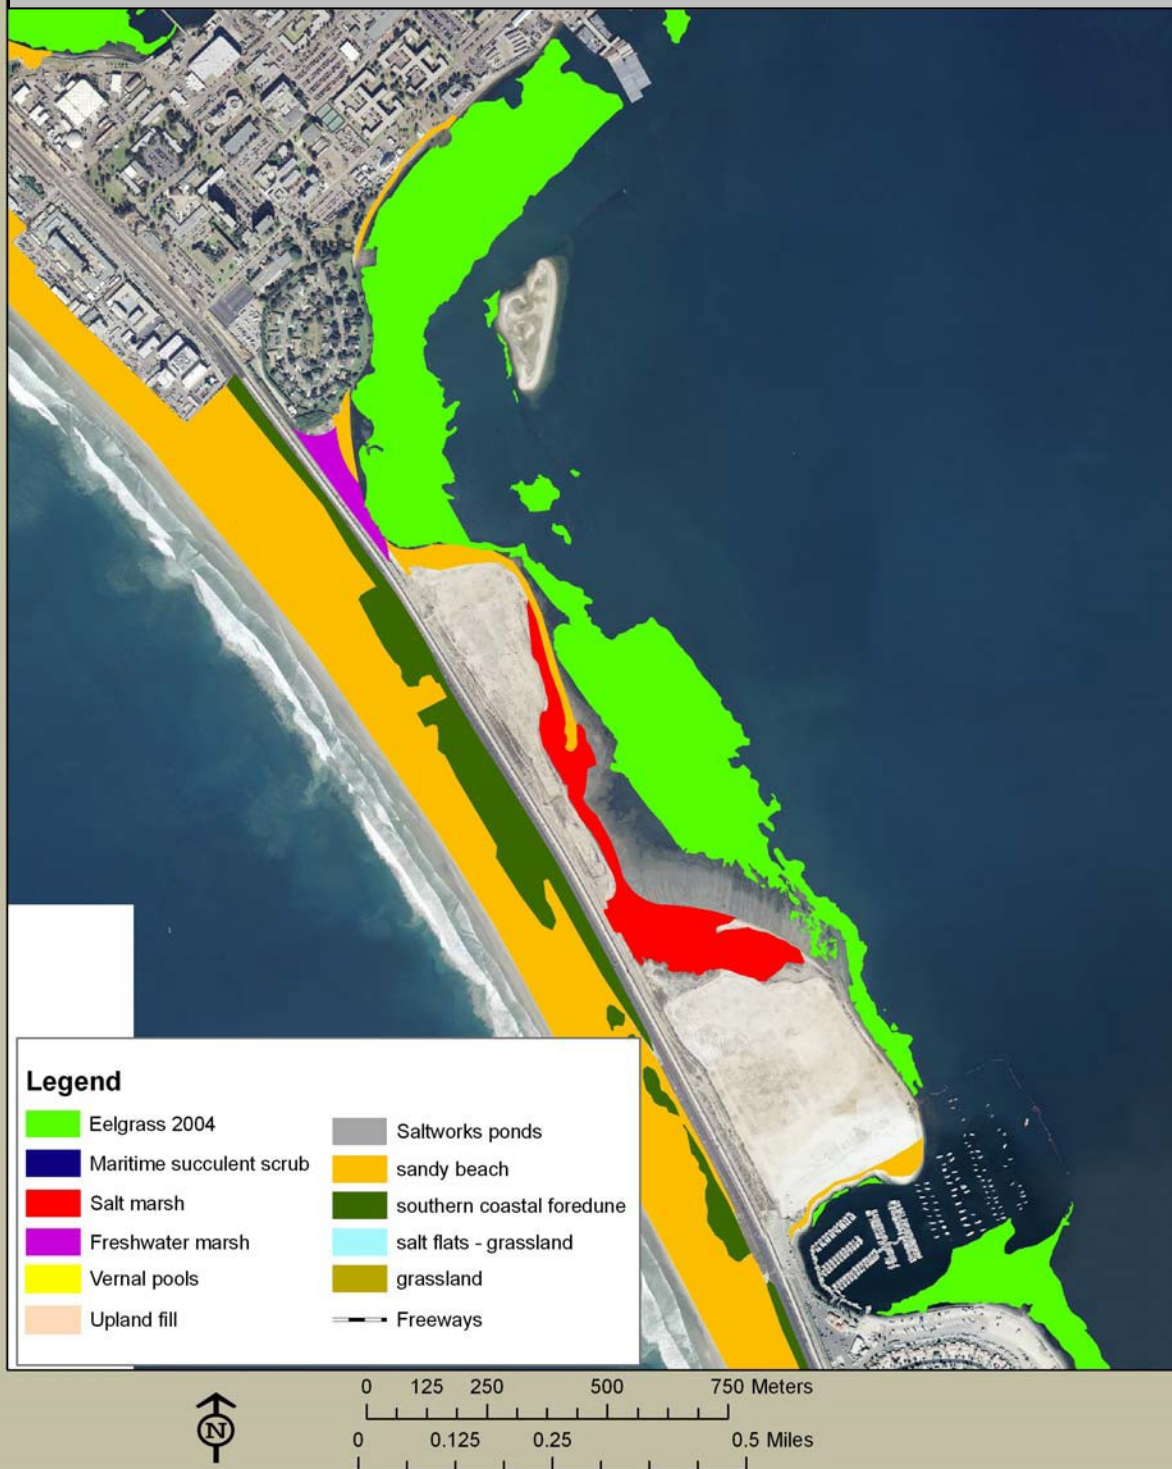 Legend
Eelgrass 2004
Maritime succulent scrub
Salt marsh
Freshwater marsh
Vernal pools
Upland fill
Saltworks ponds
sandy beach
southern coastal foredune
salt flats - grassland
grassland
Freeways
N
0 125 250 500 750 Meters
0 0.125 0.25 0.5 Miles